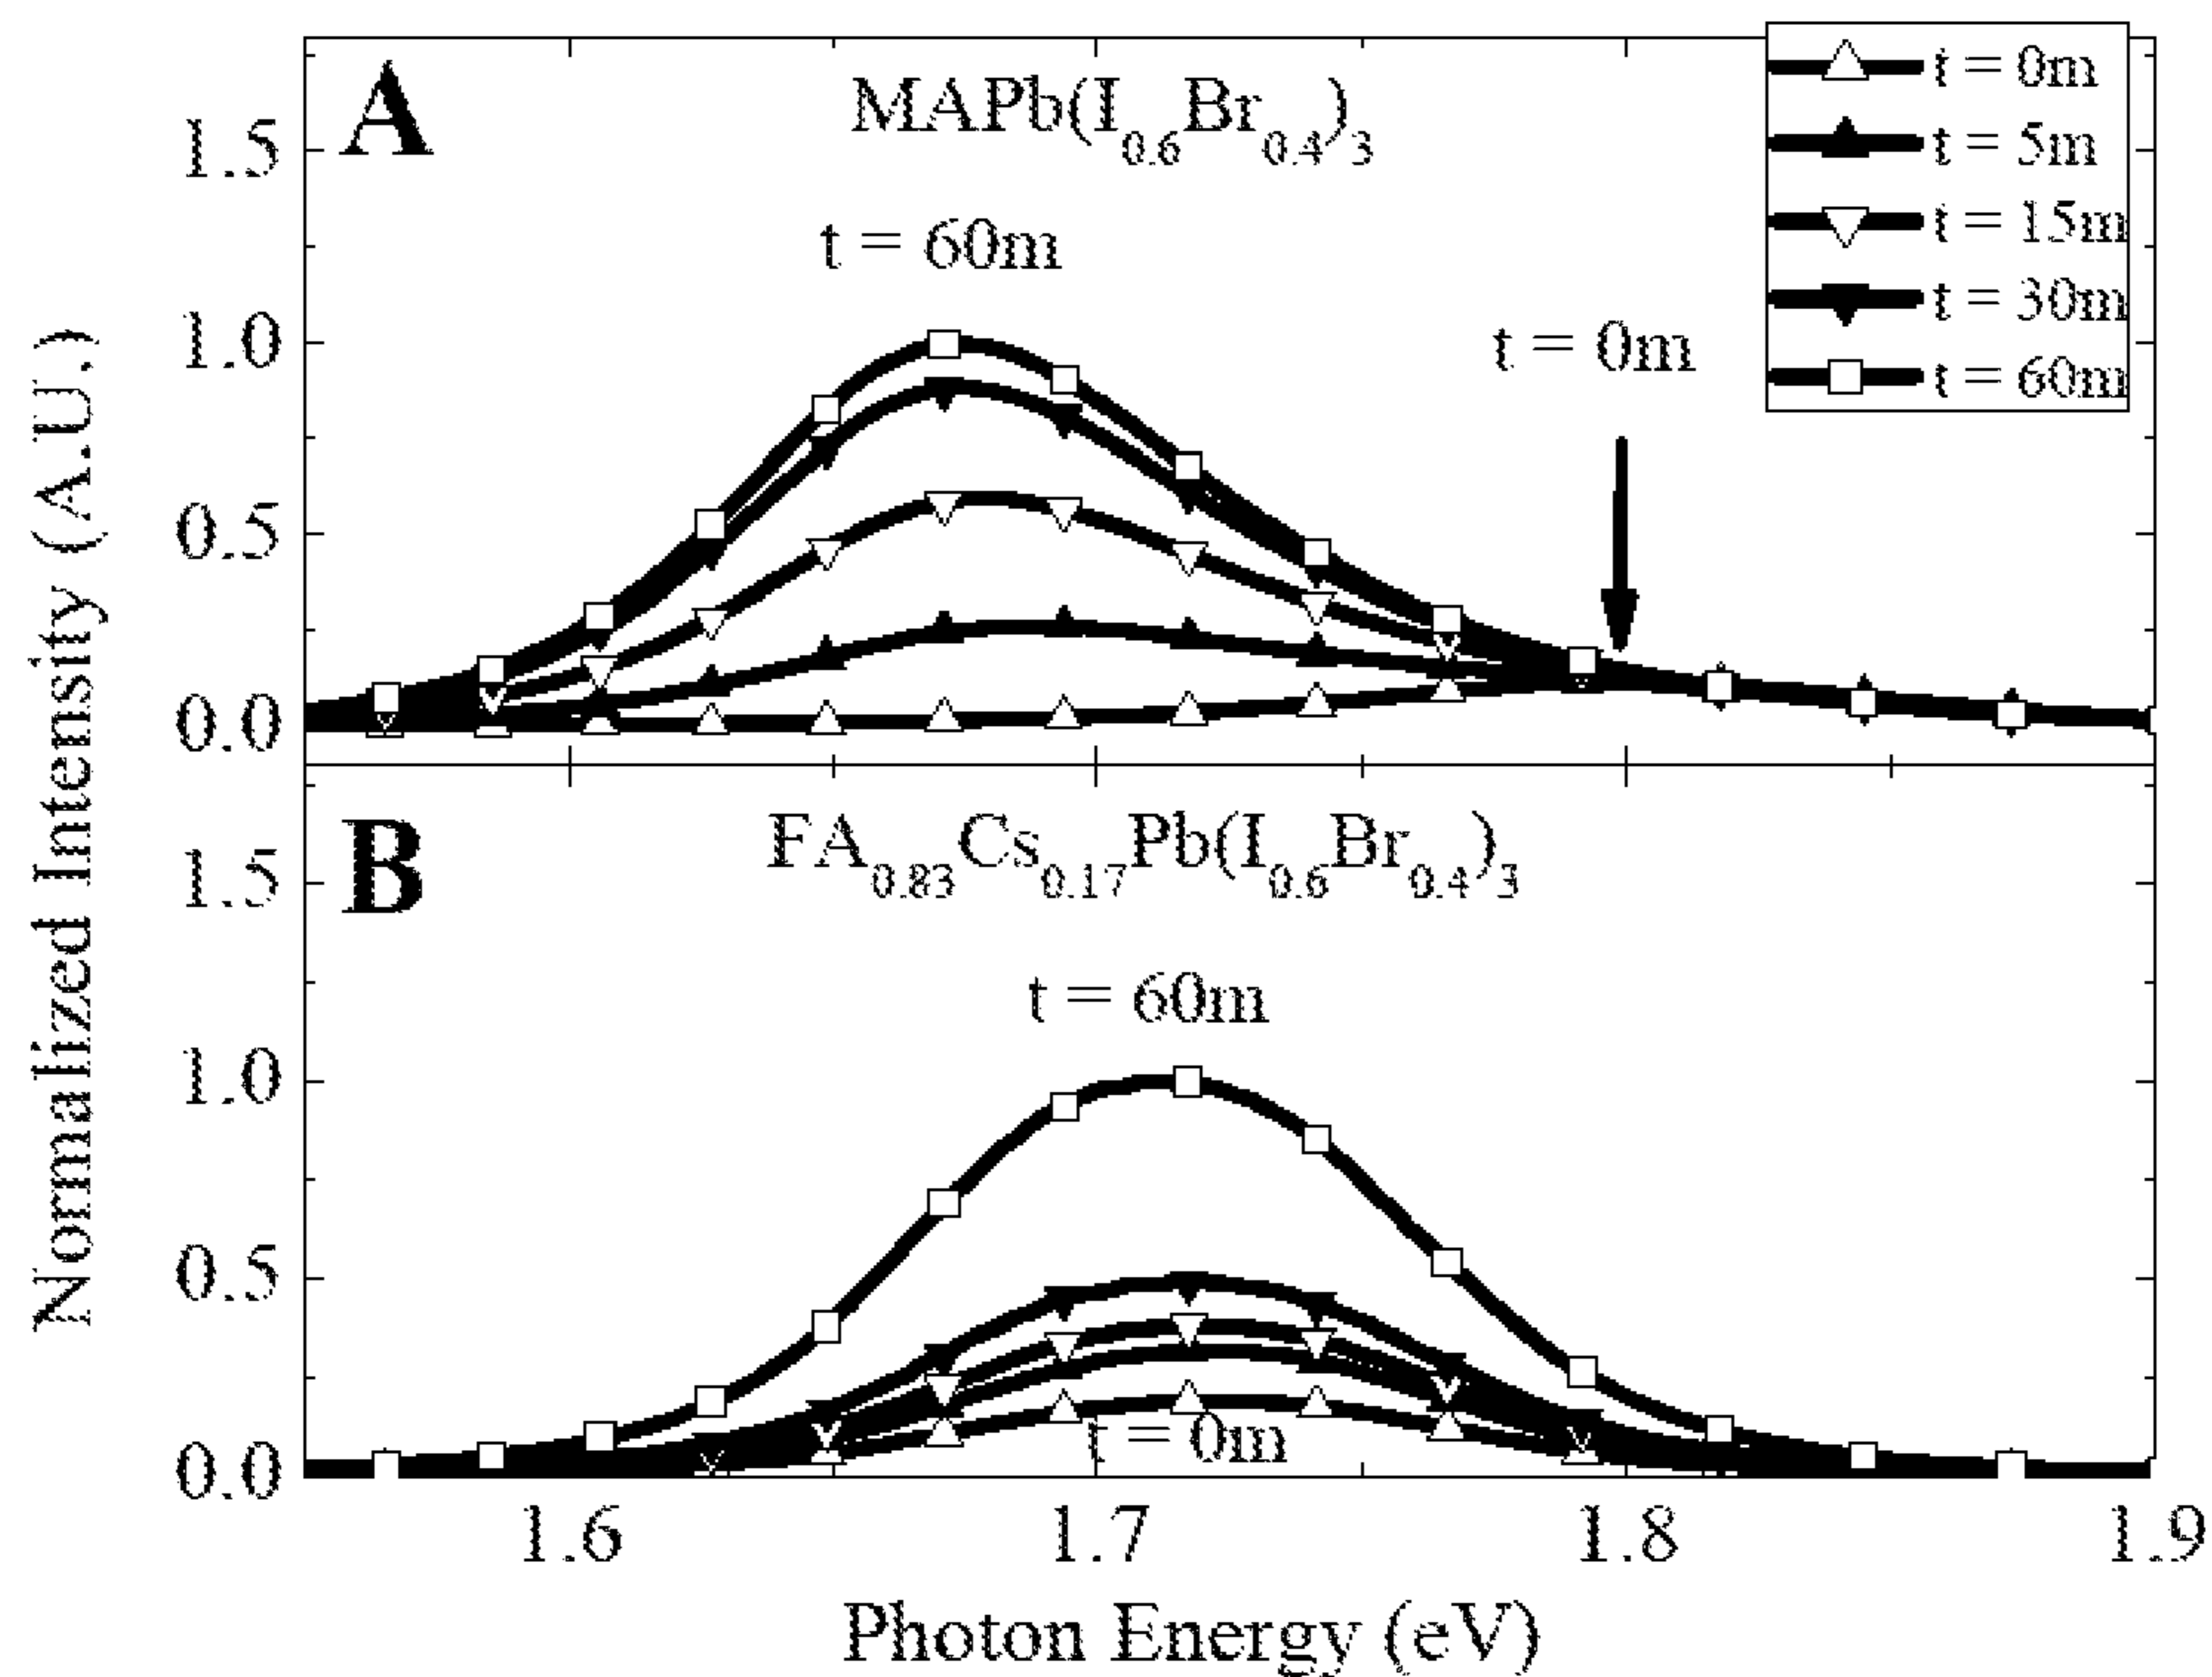 A
MAPb(I0.6Br0.4)3
t = 60m
t = 0m
t = 0m
t = 5m
t = 15m
t = 30m
t = 60m
1.5
1.0
0.5
0.0
Normalized Intensity (A.U.)
B
FA0.83Cs0.17Pb(I0.6Br0.4)3
t = 60m
t = 0m
1.5
1.0
0.5
0.0
1.6
1.7
1.8
1.9
Photon Energy (eV)